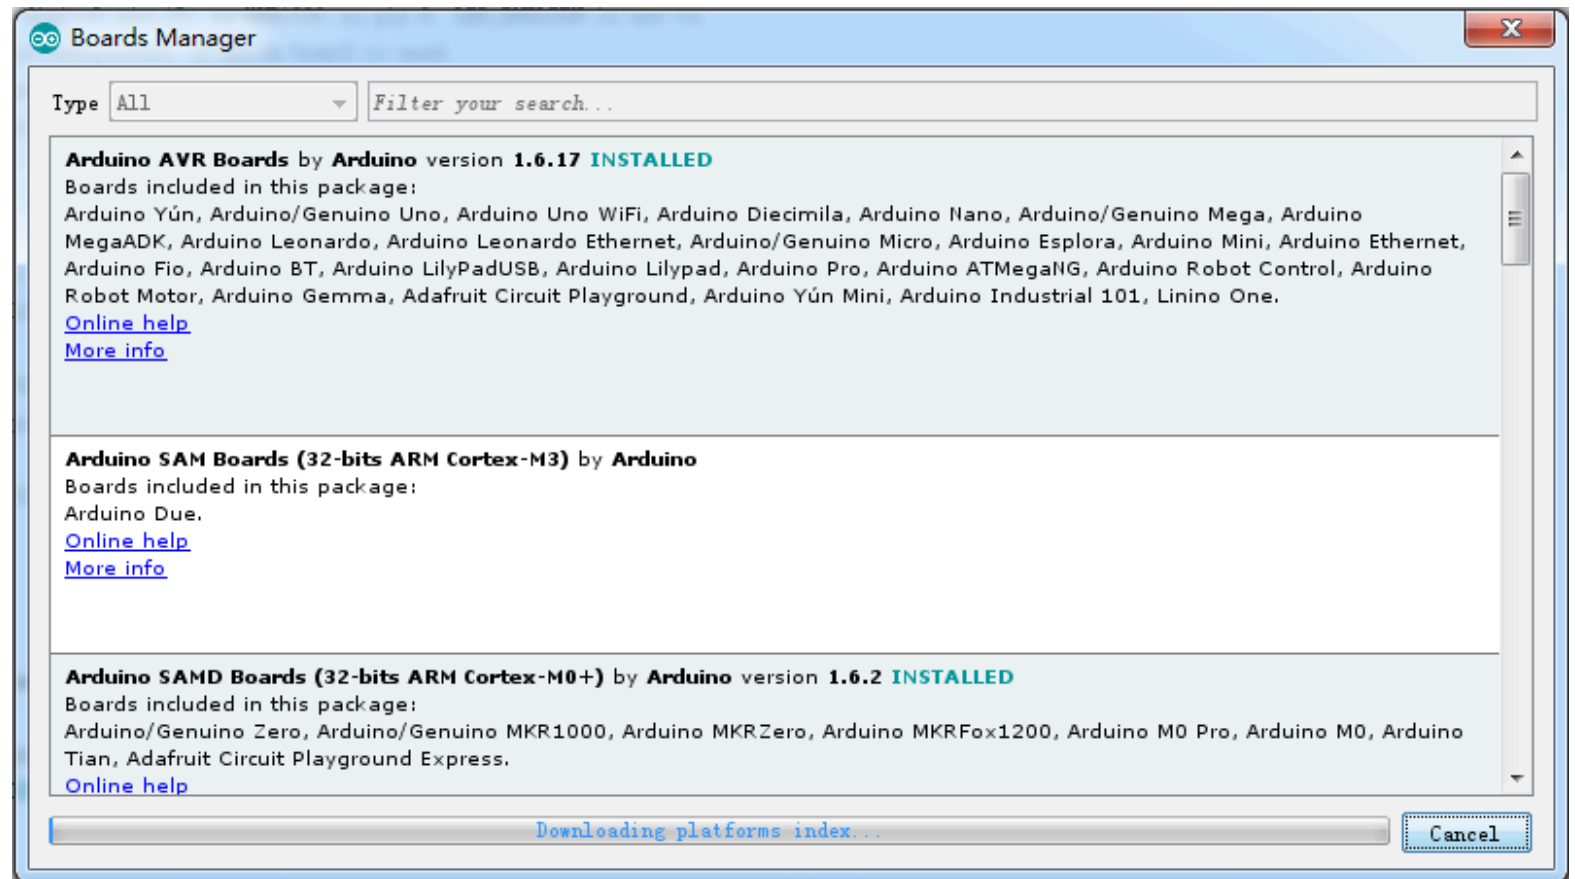 Boards Manager
Type All Filter your search...
Arduino AVR Boards by Arduino version 1.6.17 INSTALLED
Boards included in this package:
Arduino Yún, Arduino/Genuino Uno, Arduino Uno WiFi, Arduino Diecimila, Arduino Nano, Arduino/Genuino Mega, Arduino
MegaADK, Arduino Leonardo, Arduino Leonardo Ethernet, Arduino/Genuino Micro, Arduino Esplora, Arduino Mini, Arduino Ethernet,
Arduino Fio, Arduino BT, Arduino LilyPadUSB, Arduino Lilypad, Arduino Pro, Arduino ATMegaNG, Arduino Robot Control, Arduino
Robot Motor, Arduino Gemma, Adafruit Circuit Playground, Arduino Yún Mini, Arduino Industrial 101, Linino One.
Online help
More info
Arduino SAM Boards (32-bits ARM Cortex-M3) by Arduino
Boards included in this package:
Arduino Due.
Online help
More info
Arduino SAMD Boards (32-bits ARM Cortex-M0+) by Arduino version 1.6.2 INSTALLED
Boards included in this package:
Arduino/Genuino Zero, Arduino/Genuino MKR1000, Arduino MKRZero, Arduino MKRFox1200, Arduino M0 Pro, Arduino M0, Arduino
Tian, Adafruit Circuit Playground Express.
Online help
Downloading platforms index... Cancel